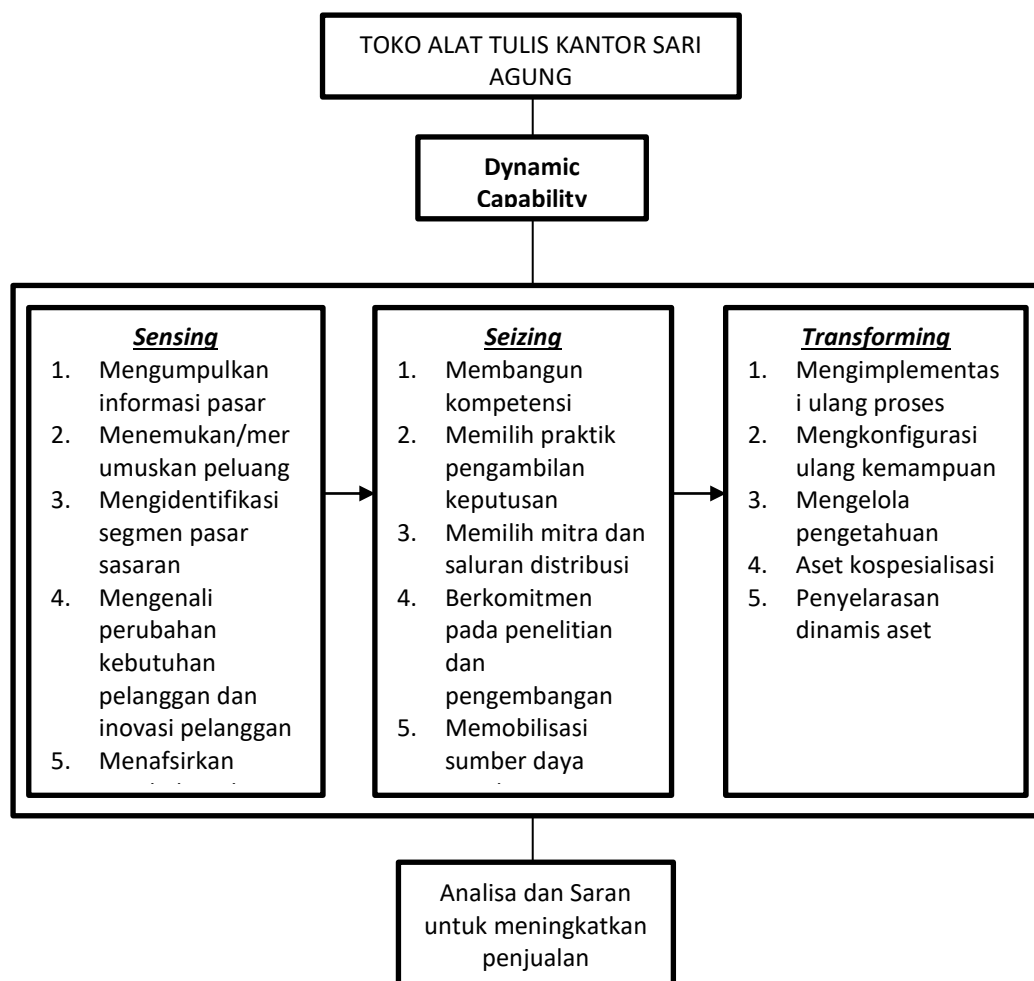 TOKO ALAT TULIS KANTOR SARI
AGUNG
Dynamic
Capability
Sensing
1. Mengumpulkan
informasi pasar
2. Menemukan/mer
umuskan peluang
3. Mengidentifikasi
segmen pasar
sasaran
4. Mengenali
perubahan
kebutuhan
pelanggan dan
inovasi pelanggan
5. Menafsirkan
Seizing
1. Membangun
kompetensi
2. Memilih praktik
pengambilan
keputusan
3. Memilih mitra dan
saluran distribusi
4. Berkomitmen
pada penelitian
dan
pengembangan
5. Memobilisasi
sumber daya
Transforming
1. Mengimplementas
i ulang proses
2. Mengkonfigurasi
ulang kemampuan
3. Mengelola
pengetahuan
4. Aset kospesialisasi
5. Penyelarasan
dinamis aset
Analisa dan Saran
untuk meningkatkan
penjualan